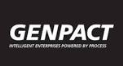 GENPACT
INTELLIGENT ENTERPRISES POWERED BY PROCESS